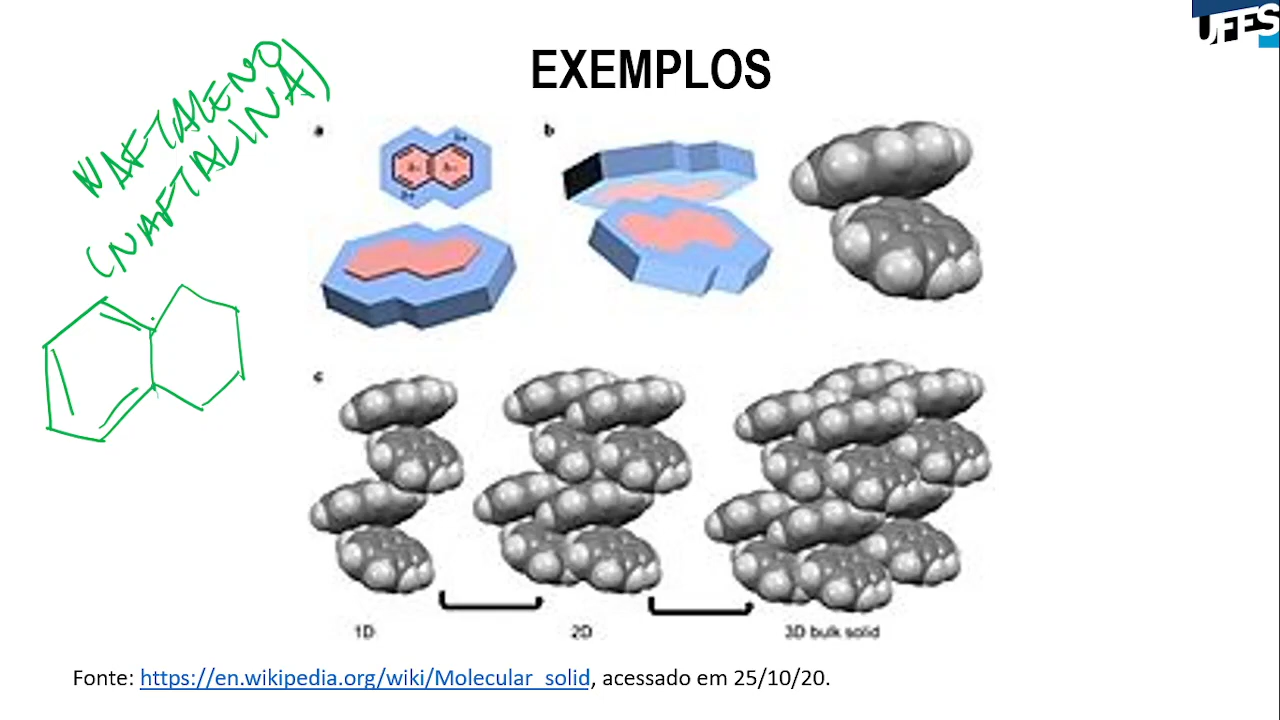 UFES
EXEMPLOS
NAFTALENO
(NAFTALINA)
a
b
c
1D
2D
3D bulk solid
Fonte: https://en.wikipedia.org/wiki/Molecular_solid, acessado em 25/10/20.